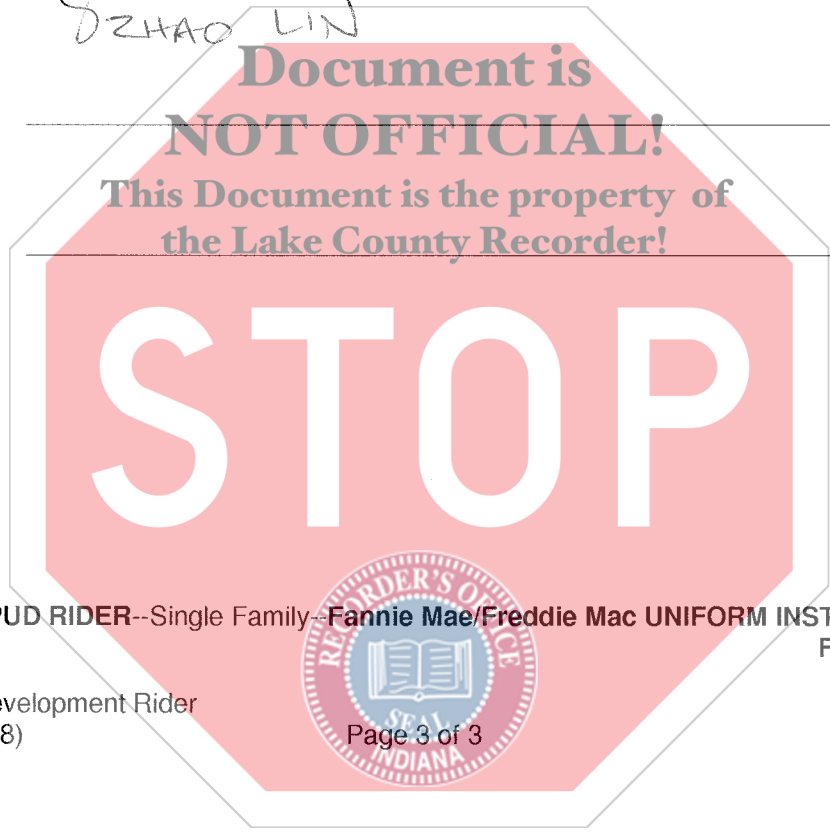 ZHAO LIN
Document is
NOT OFFICIAL!
This Document is the property of
the Lake County Recorder!
STOP
PUD RIDER--Single Family--Fannie Mae/Freddie Mac UNIFORM INST
RECORDER'S OFFICE
evelopment Rider
8)
Page 3 of 3
SEAL
INDIANA